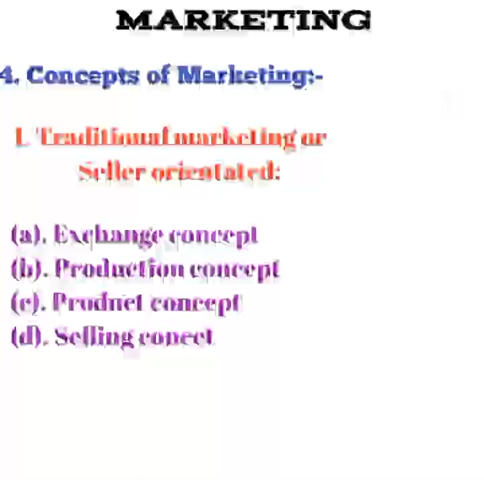 MARKETING
4. Concepts of Marketing:-
I. Traditional marketing or
Seller orientated:
(a). Exchange concept
(b). Production concept
(c). Product concept
(d). Selling conect